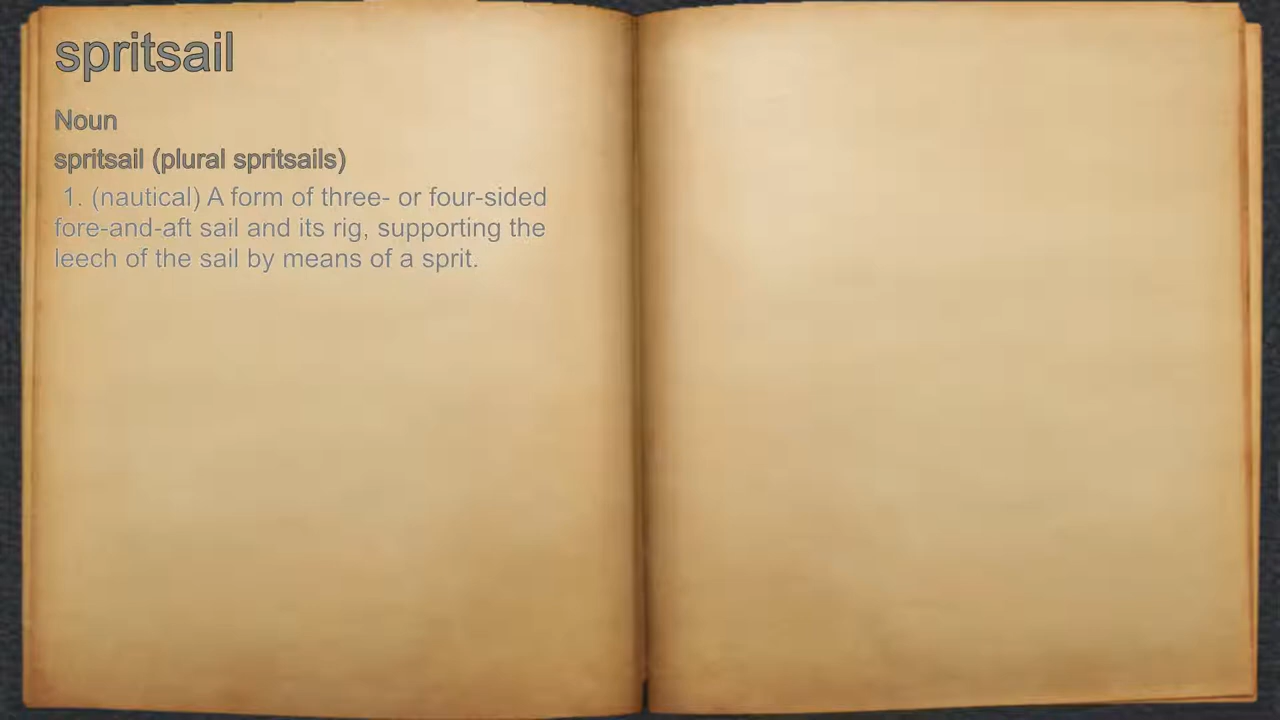 spritsail
Noun
spritsail (plural spritsails)
1. (nautical) A form of three- or four-sided
fore-and-aft sail and its rig, supporting the
leech of the sail by means of a sprit.